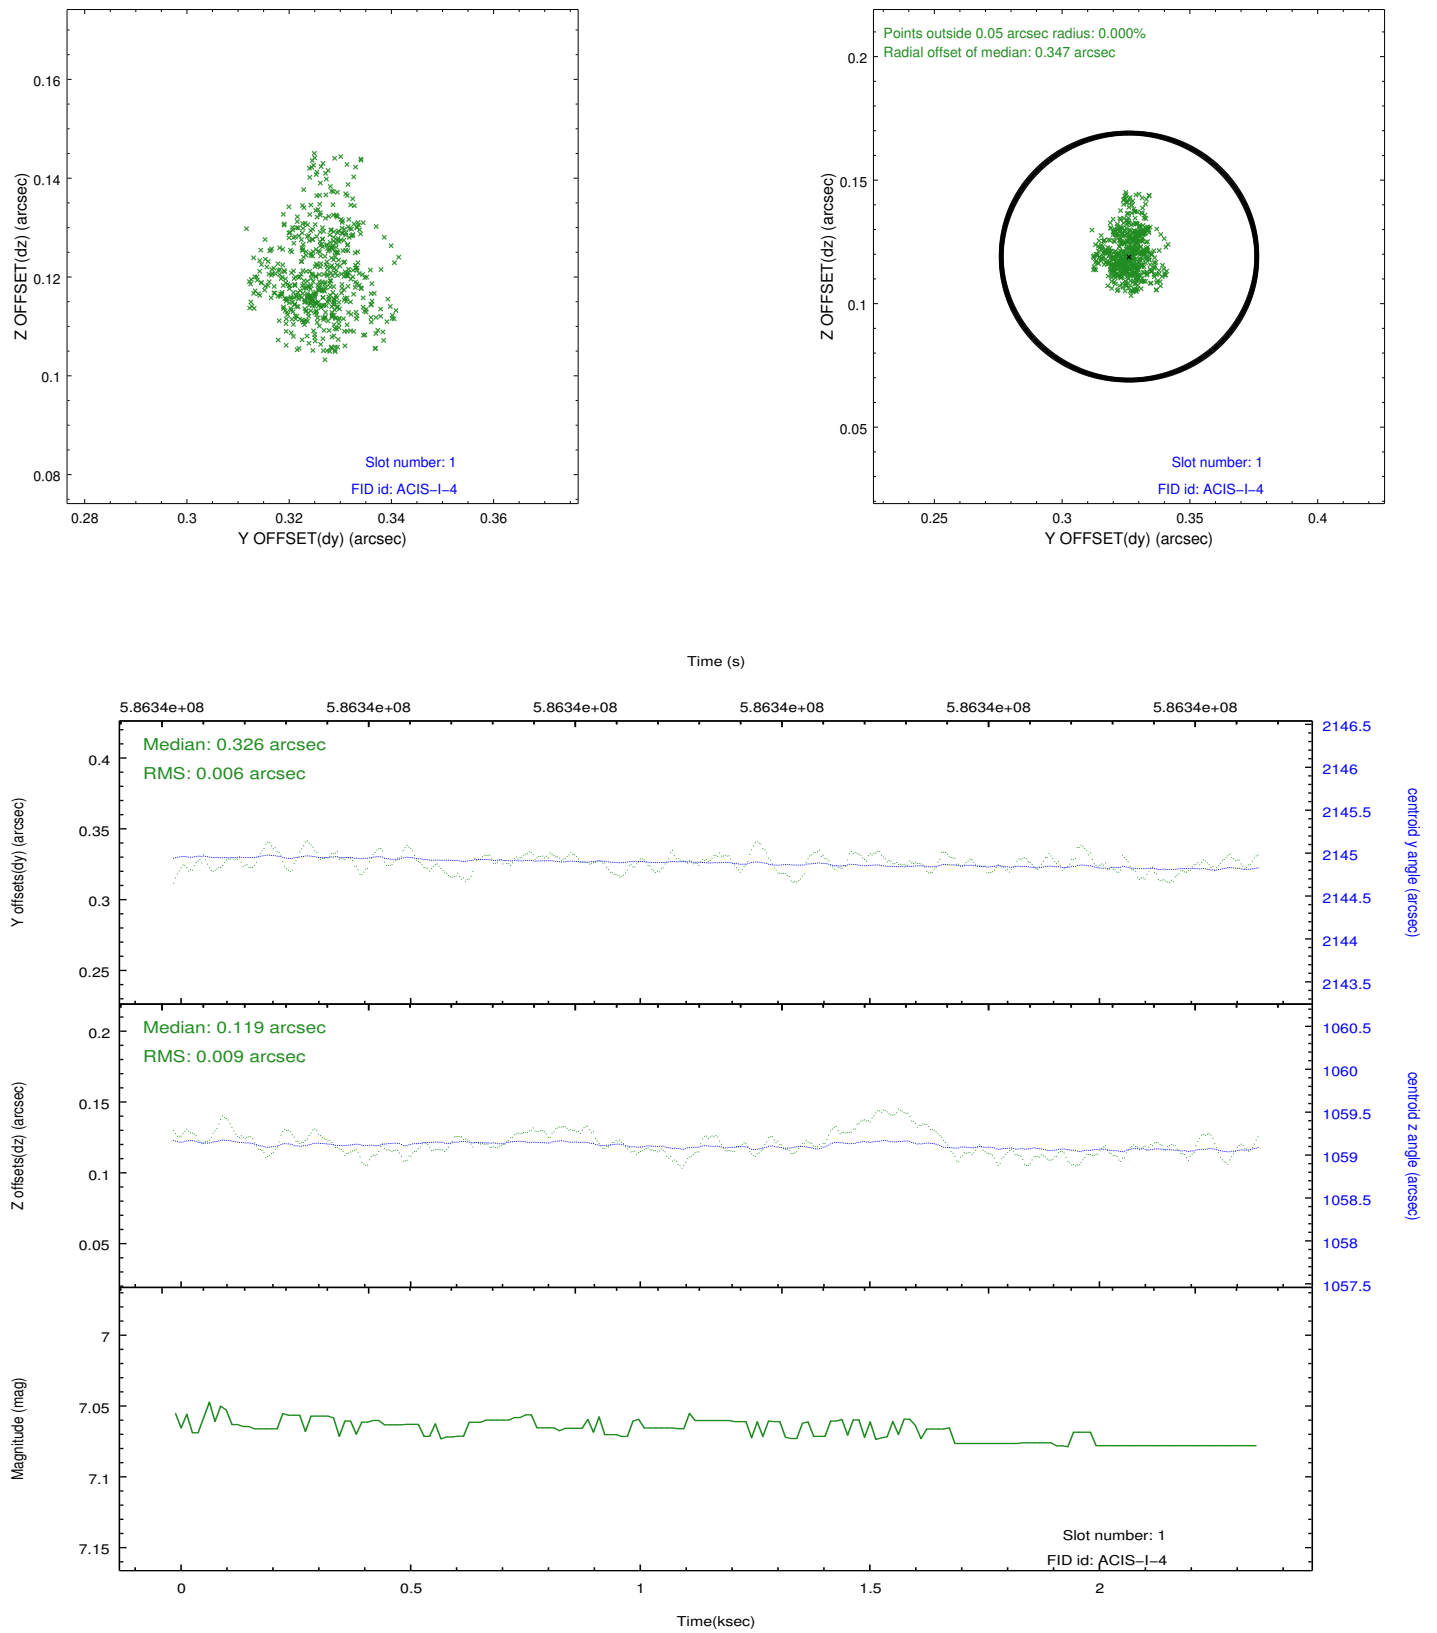 0.16
0.14
0.12
0.1
0.08
Z OFFSET(dz) (arcsec)
Slot number: 1
FID id: ACIS−I−4
0.28 0.3 0.32 0.34 0.36
Y OFFSET(dy) (arcsec)
Points outside 0.05 arcsec radius: 0.000%
Radial offset of median: 0.347 arcsec
0.2
0.15
0.1
0.05
Z OFFSET(dz) (arcsec)
Slot number: 1
FID id: ACIS−I−4
0.25 0.3 0.35 0.4
Y OFFSET(dy) (arcsec)
Time (s)
5.8634e+08 5.8634e+08 5.8634e+08 5.8634e+08 5.8634e+08 5.8634e+08
Median: 0.326 arcsec
RMS: 0.006 arcsec
0.4
0.35
0.3
0.25
Y offsets(dy) (arcsec)
2146.5
2146
2145.5
2145
2144.5
2144
2143.5
centroid y angle (arcsec)
Median: 0.119 arcsec
RMS: 0.009 arcsec
0.2
0.15
0.1
0.05
Z offsets(dz) (arcsec)
1060.5
1060
1059.5
1059
1058.5
1058
1057.5
centroid z angle (arcsec)
7
7.05
7.1
7.15
Magnitude (mag)
Slot number: 1
FID id: ACIS−I−4
0 0.5 1 1.5 2
Time(ksec)